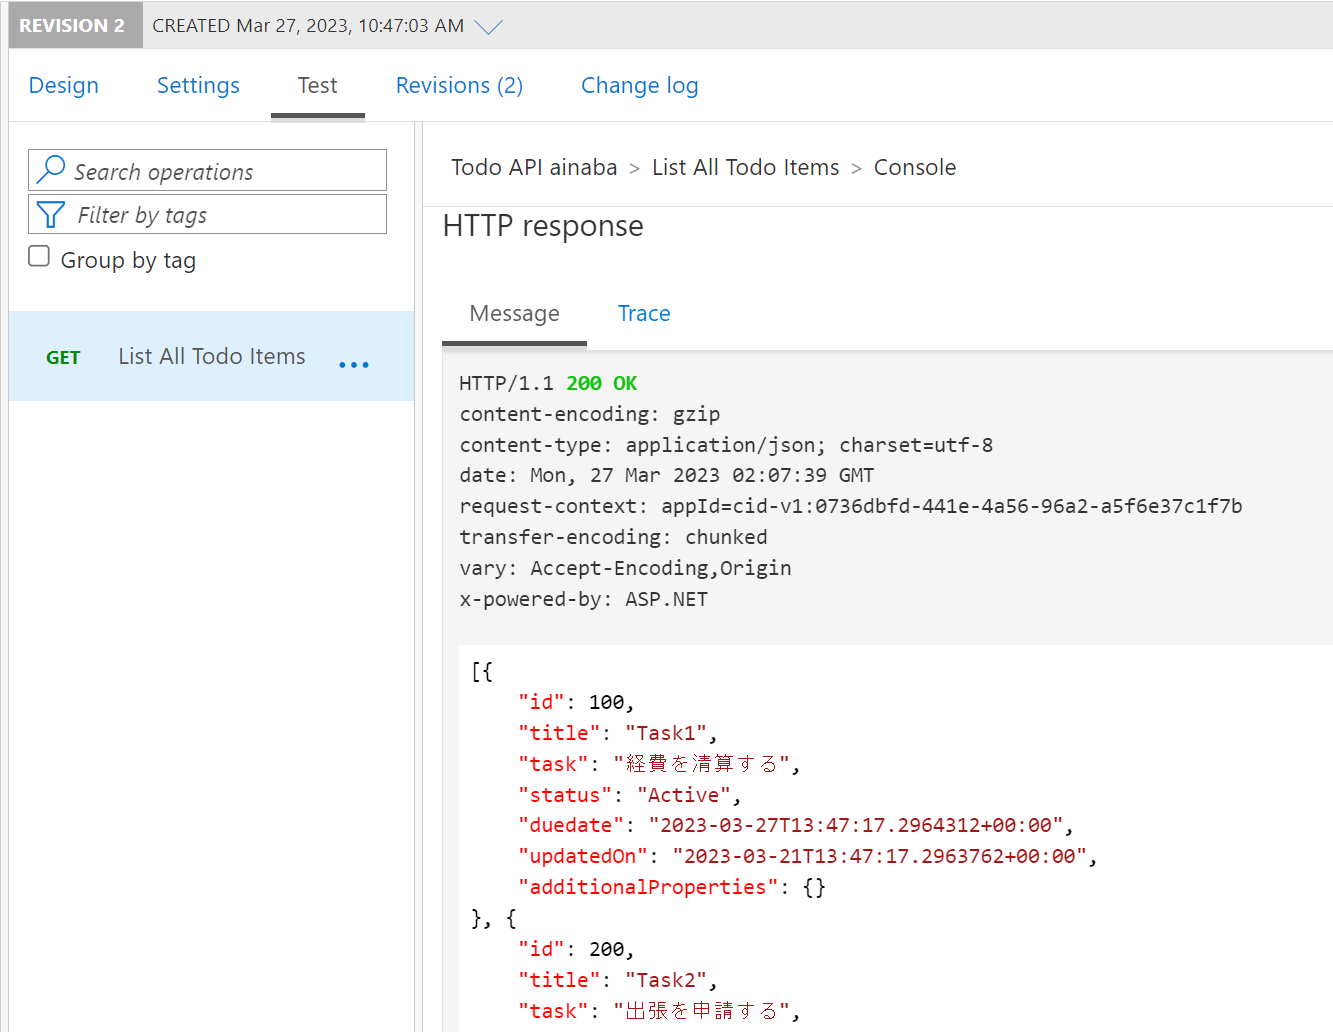 REVISION 2 CREATED Mar 27, 2023, 10:47:03 AM
Design Settings Test Revisions (2) Change log
Search operations
Filter by tags
Group by tag
GET List All Todo Items ...
Todo API ainaba > List All Todo Items > Console
HTTP response
Message Trace
HTTP/1.1 200 OK
content-encoding: gzip
content-type: application/json; charset=utf-8
date: Mon, 27 Mar 2023 02:07:39 GMT
request-context: appId=cid-v1:0736dbfd-441e-4a56-96a2-a5f6e37c1f7b
transfer-encoding: chunked
vary: Accept-Encoding,Origin
x-powered-by: ASP.NET
[{
    "id": 100,
    "title": "Task1",
    "task": "経費を清算する",
    "status": "Active",
    "duedate": "2023-03-27T13:47:17.2964312+00:00",
    "updatedOn": "2023-03-21T13:47:17.2963762+00:00",
    "additionalProperties": {}
}, {
    "id": 200,
    "title": "Task2",
    "task": "出張を申請する",